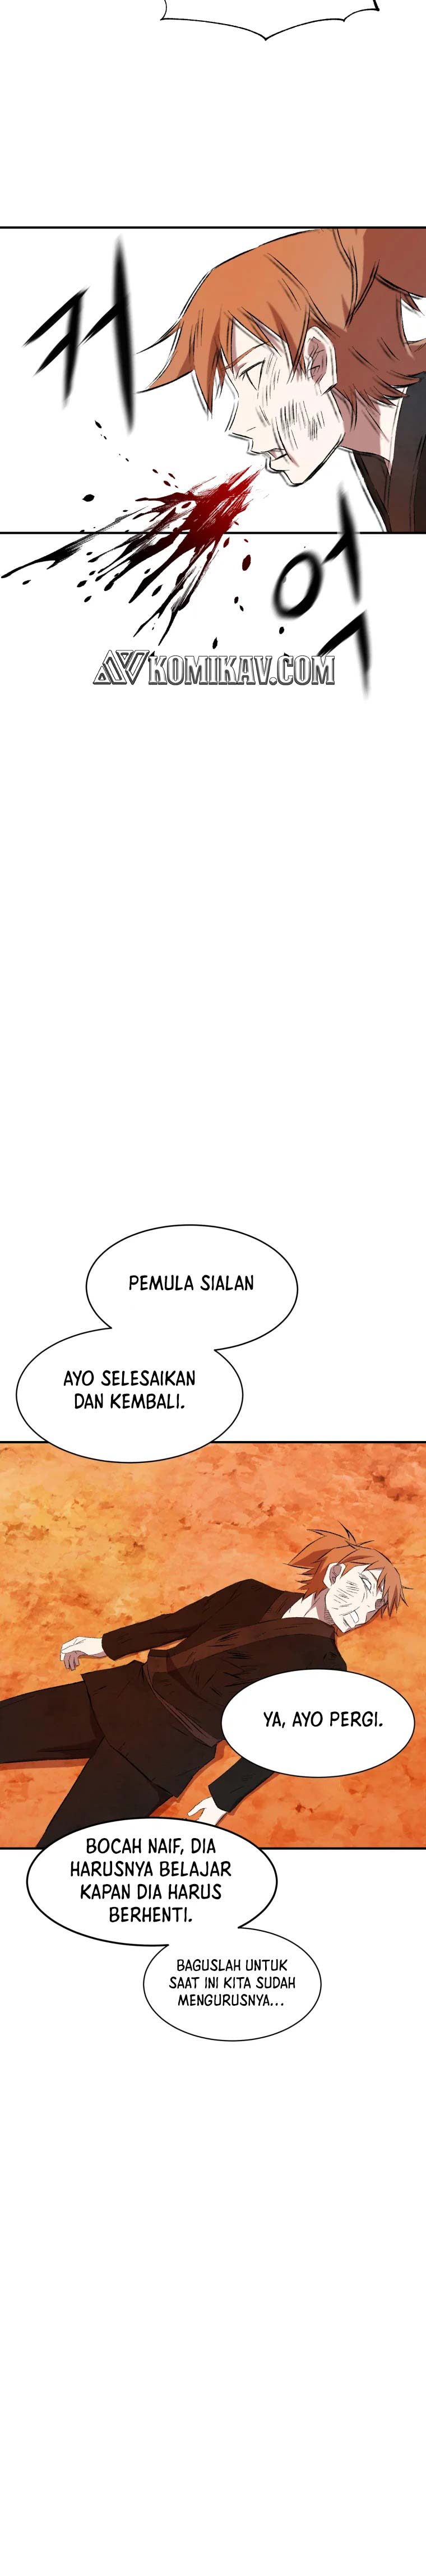 커
억
KOMIKAV.COM
PEMULA SIALAN
AYO SELESAIKAN
DAN KEMBALI.
YA, AYO PERGI.
BOCAH NAIF, DIA
HARUSNYA BELAJAR
KAPAN DIA HARUS
BERHENTI.
BAGUSLAH UNTUK
SAAT INI KITA SUDAH
MENGURUSNYA...